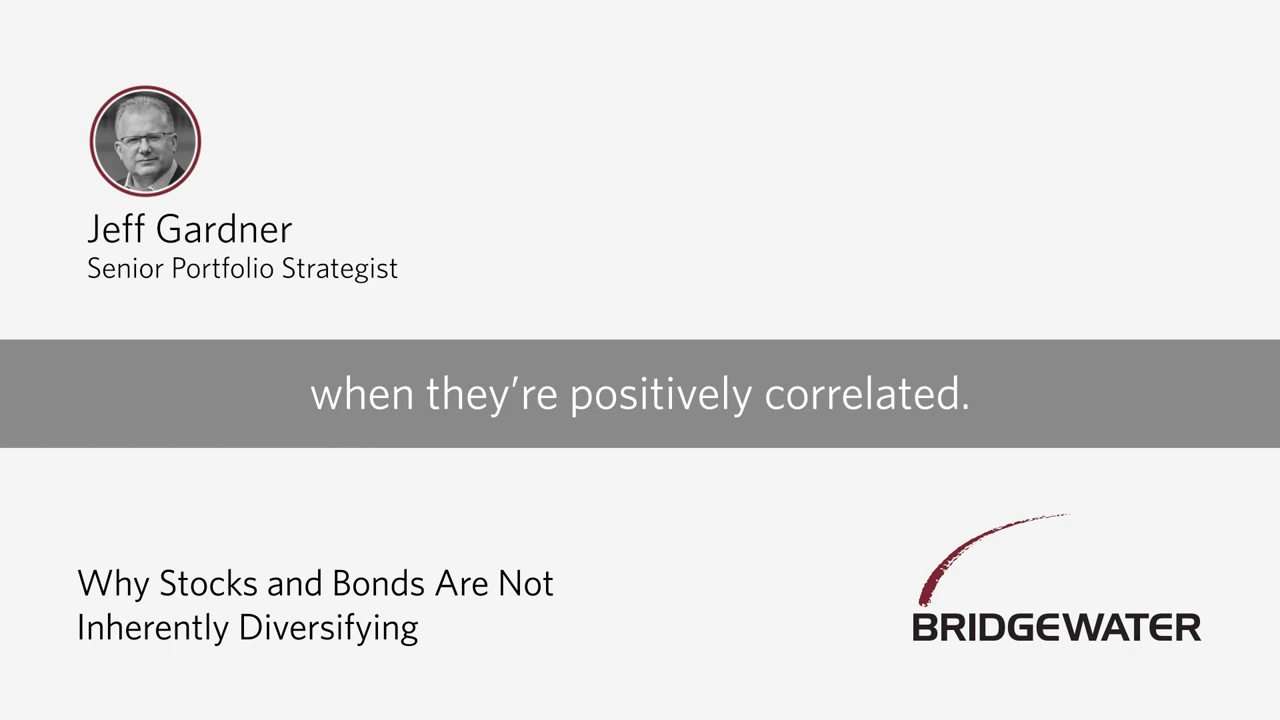 Jeff Gardner
Senior Portfolio Strategist
when they’re positively correlated.
Why Stocks and Bonds Are Not
Inherently Diversifying
BRIDGEWATER